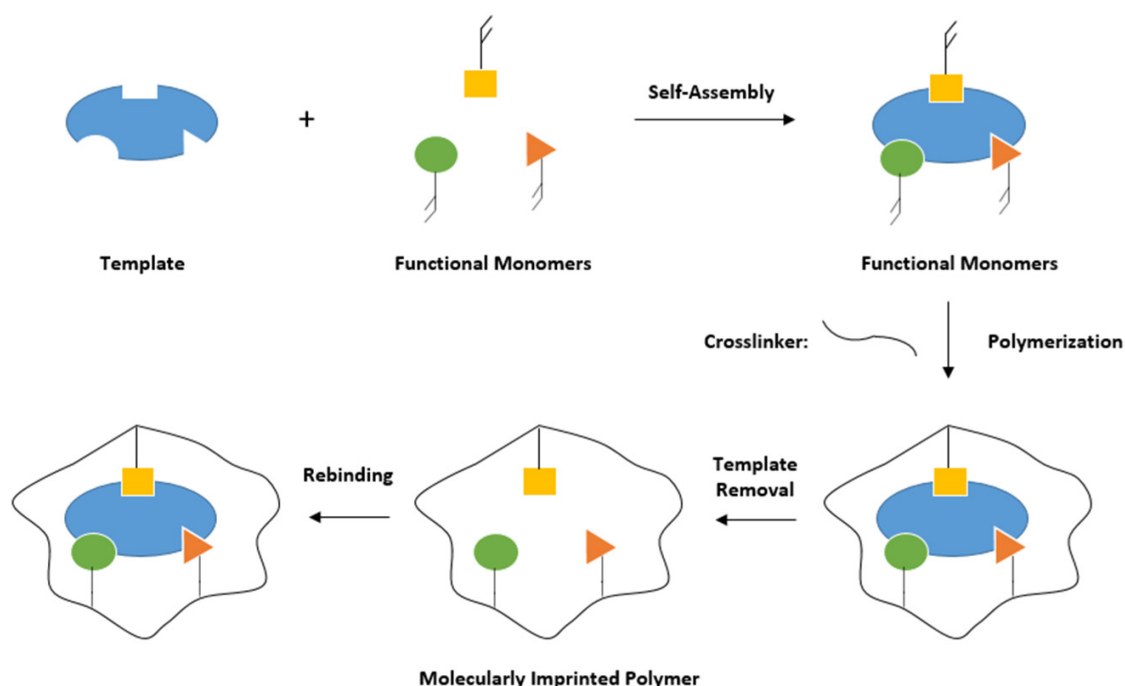 +
Self-Assembly
Template
Functional Monomers
Functional Monomers
Crosslinker:
Polymerization
Rebinding
Template
Removal
Molecularly Imprinted Polymer